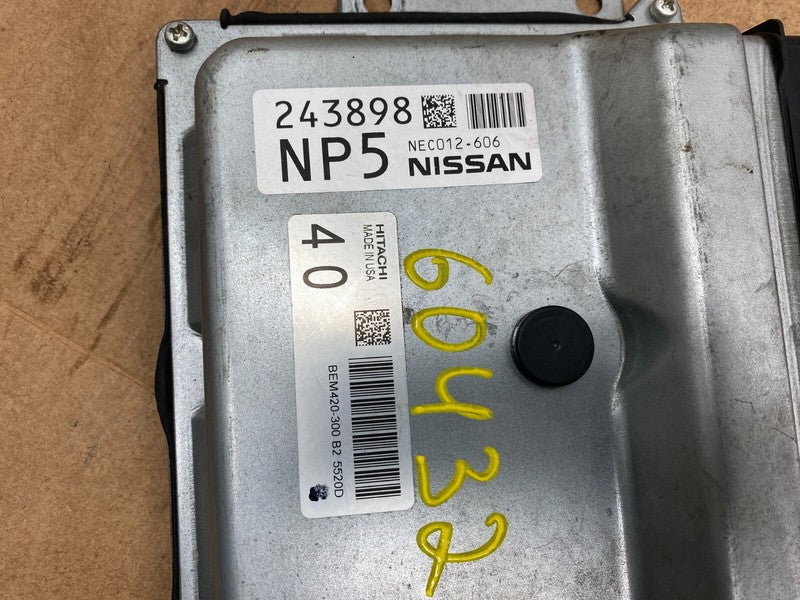 243898
NP5
NEC012-606
NISSAN
HITACHI
MADE IN USA
40
BEM420-300 B2 5520D
60432